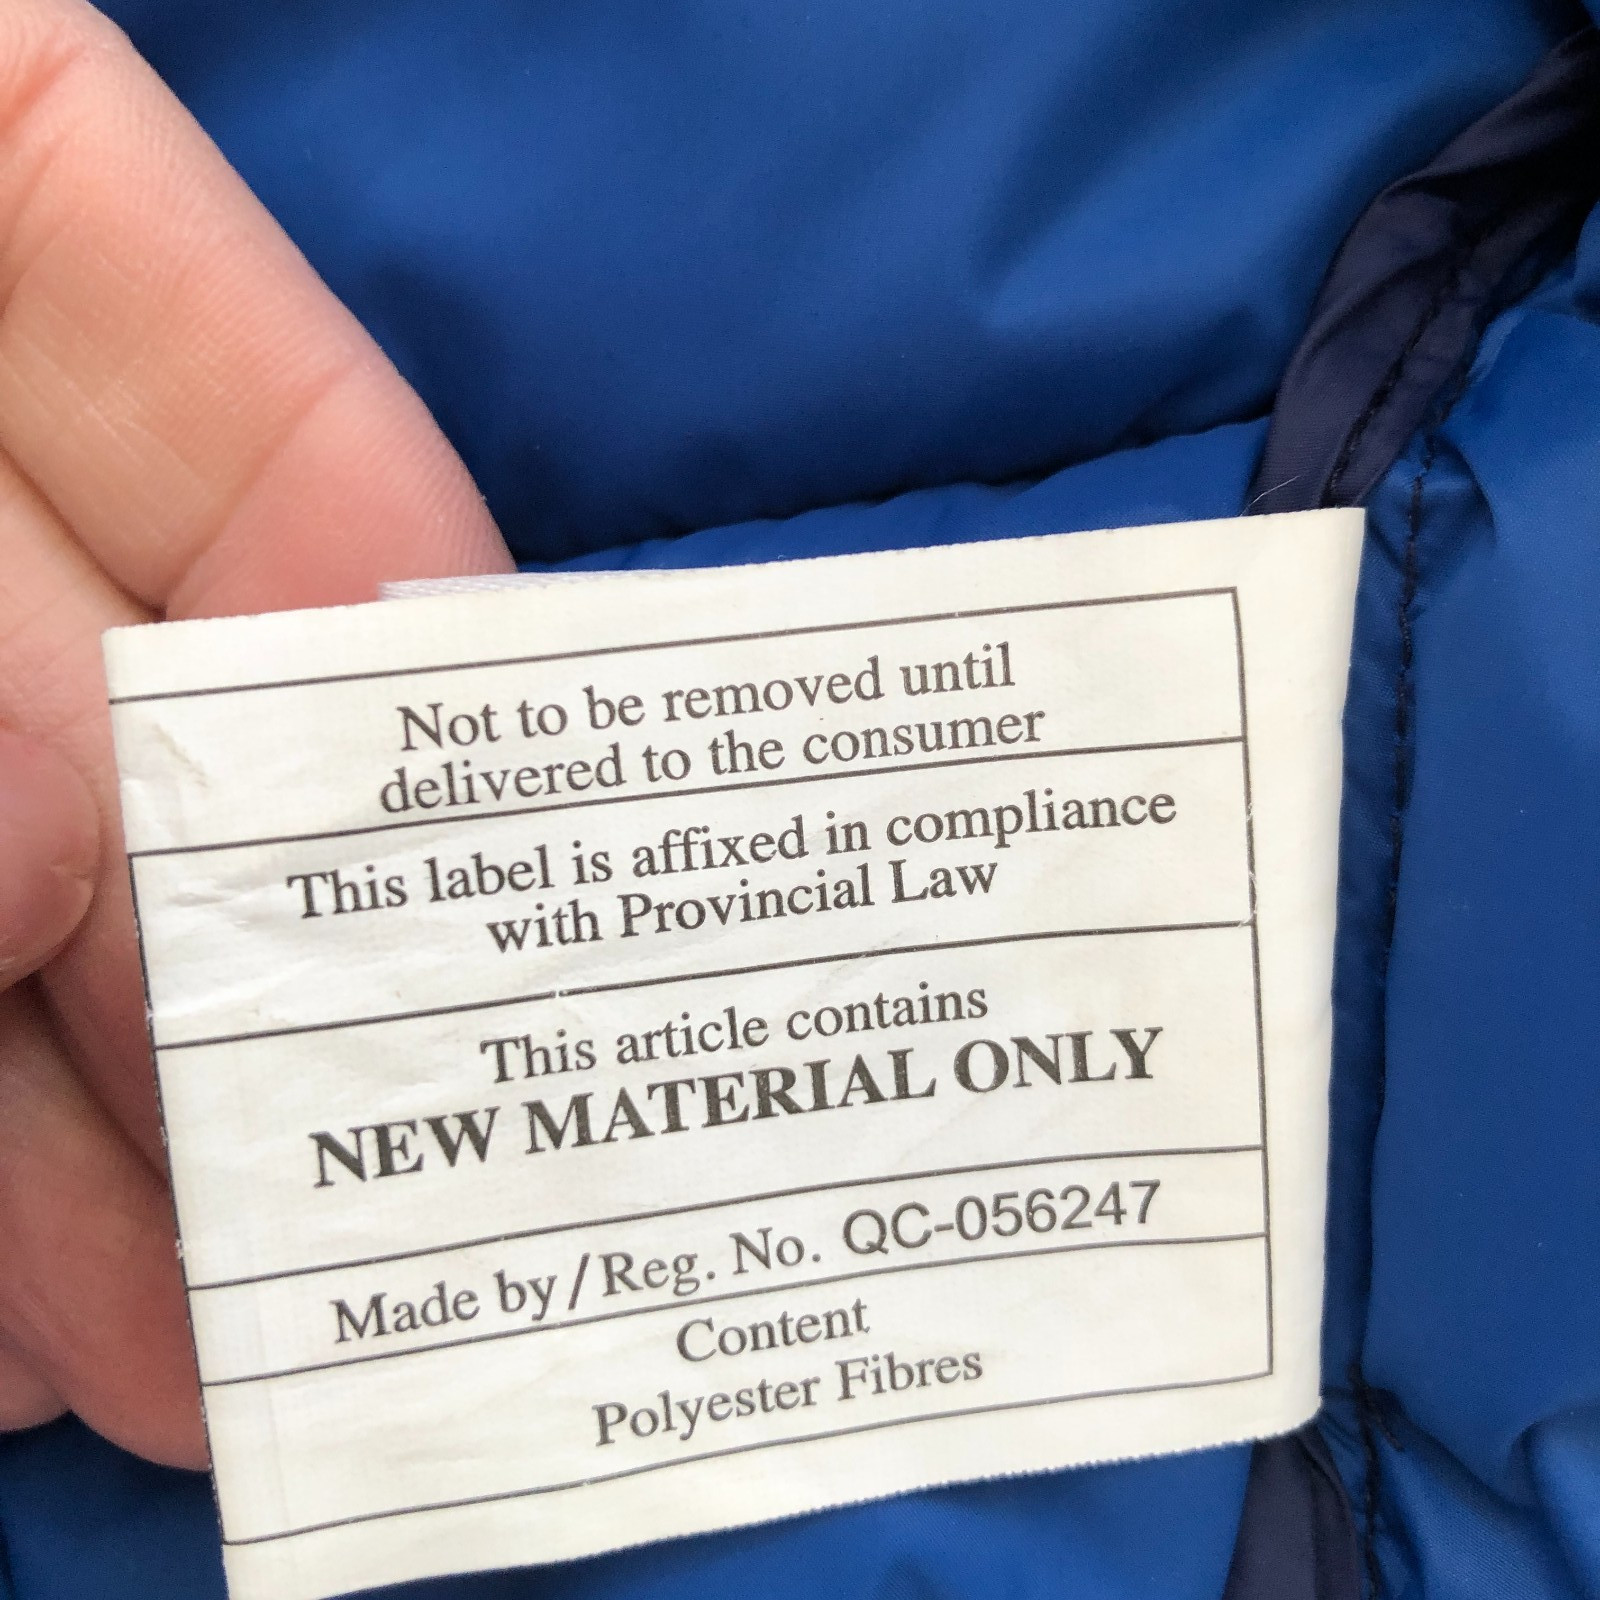 Not to be removed until
delivered to the consumer
This label is affixed in compliance
with Provincial Law
This article contains
NEW MATERIAL ONLY
Made by/Reg. No. QC-056247
Content
Polyester Fibres